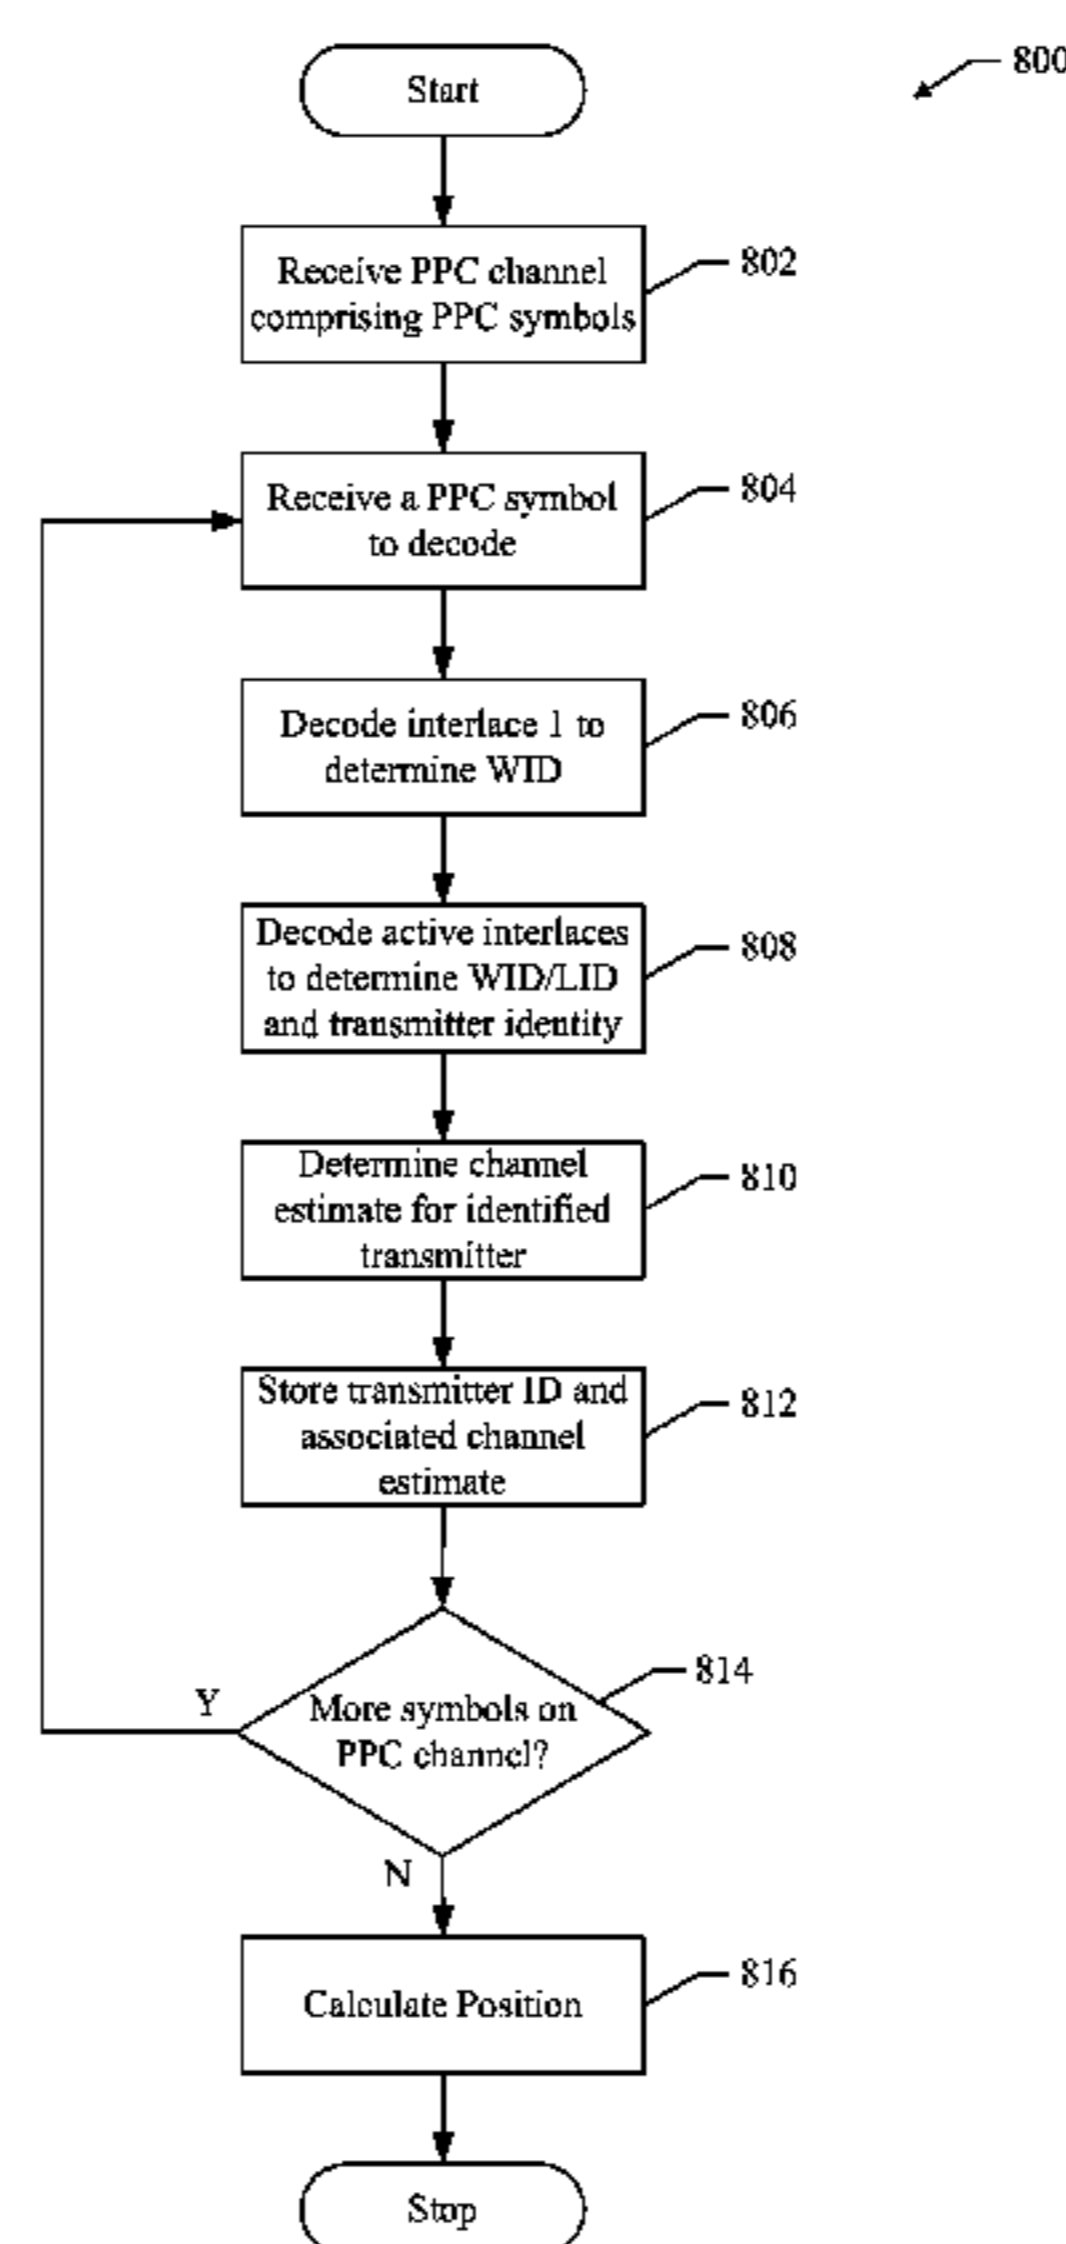 Start
800
Receive PPC channel
comprising PPC symbols
802
Receive a PPC symbol
to decode
804
Decode interlace 1 to
determine WID
806
Decode active interlaces
to determine WID/LID
and transmitter identity
808
Determine channel
estimate for identified
transmitter
810
Store transmitter ID and
associated channel
estimate
812
More symbols on
PPC channel?
814
Y
N
Calculate Position
816
Stop